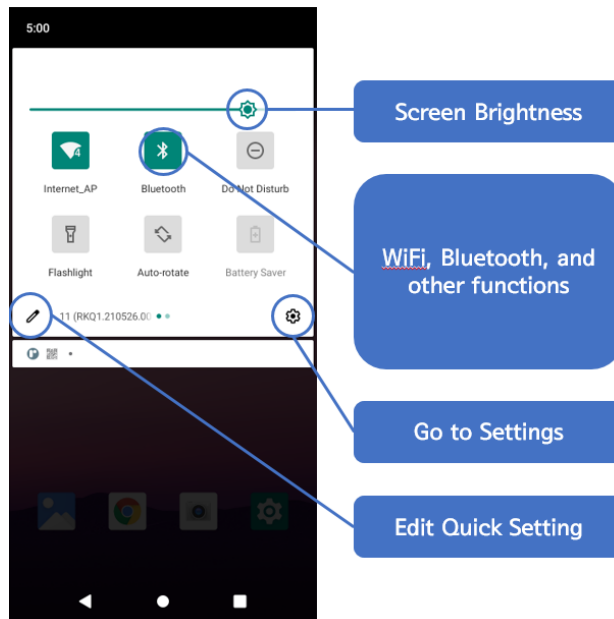 5:00
Screen Brightness
Internet_AP
Bluetooth
Do Not Disturb
WiFi, Bluetooth, and
other functions
Flashlight
Auto-rotate
Battery Saver
11 (RKQ1.210526.00
Go to Settings
Edit Quick Setting